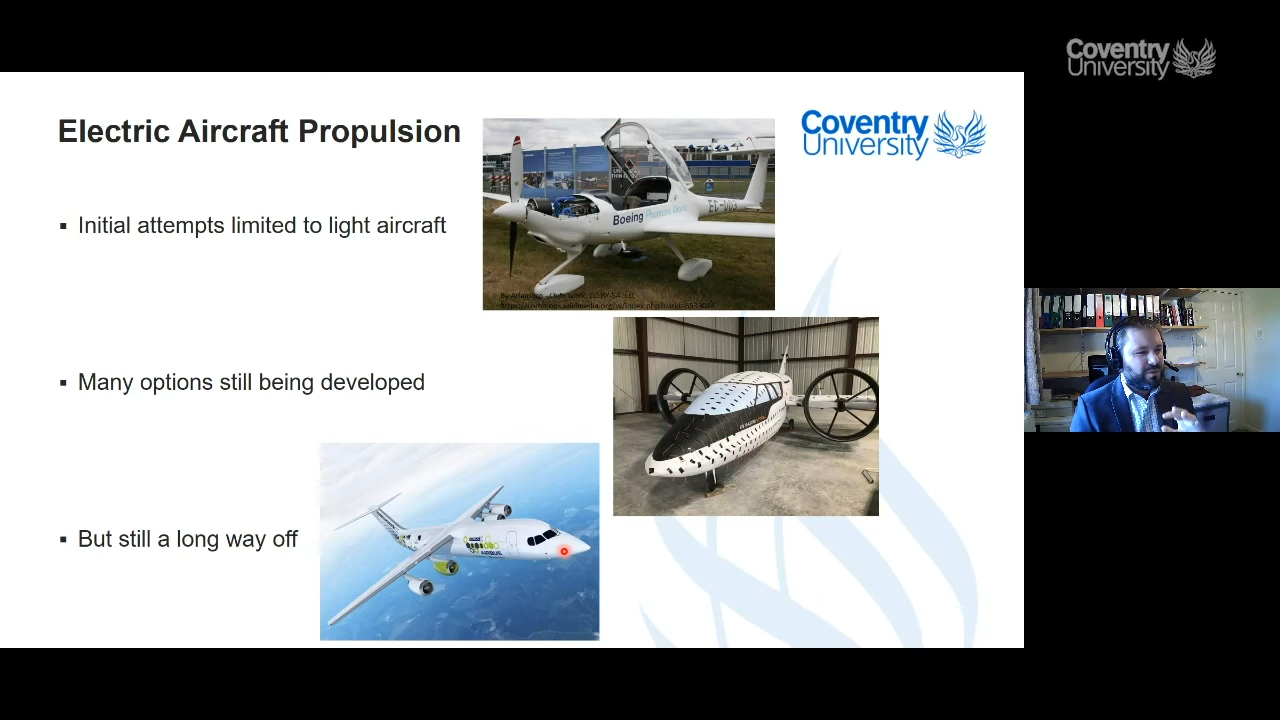 Coventry
University
Electric Aircraft Propulsion
Coventry
University
Initial attempts limited to light aircraft
Boeing Phantom Works
Many options still being developed
But still a long way off
AIRBUS